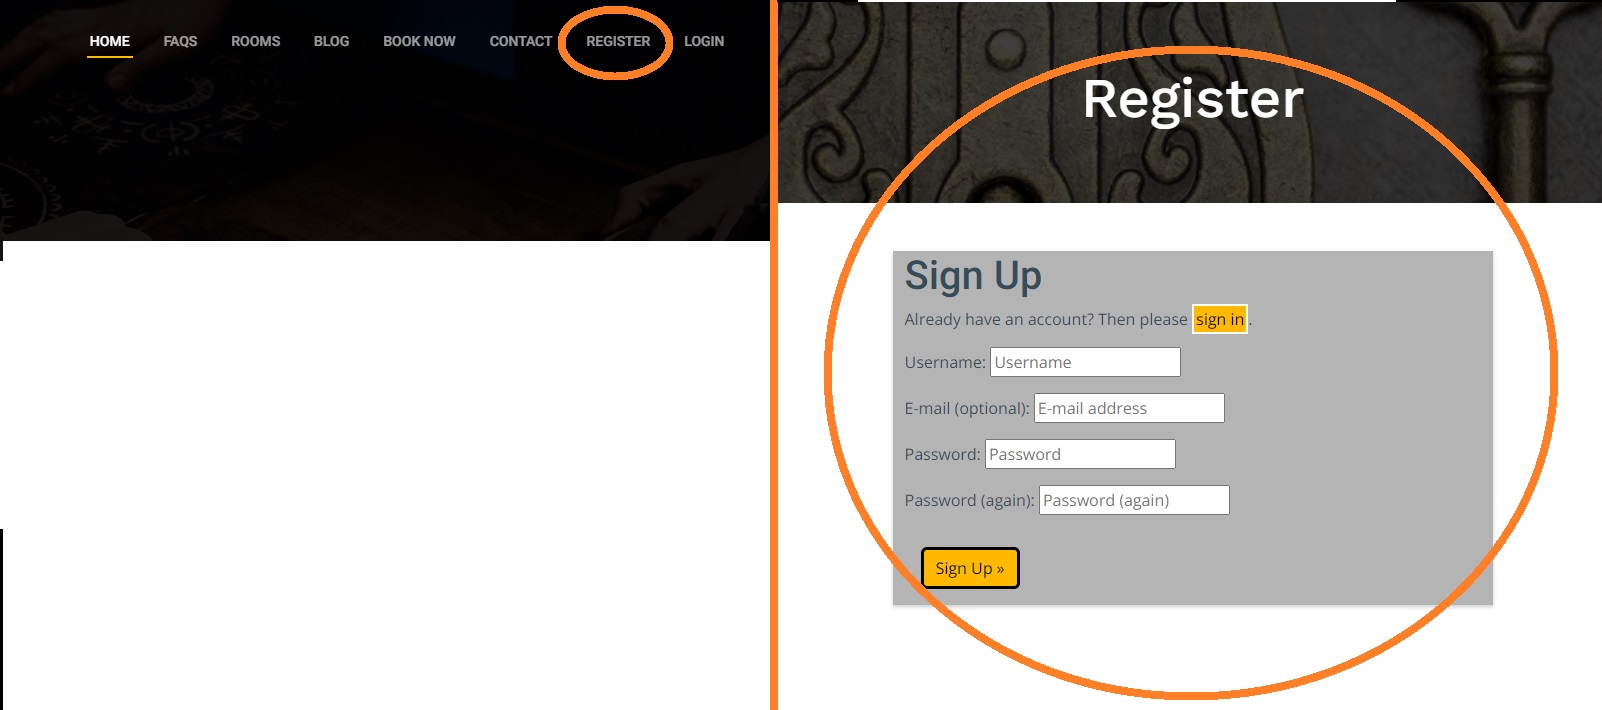 HOME FAQS ROOMS BLOG BOOK NOW CONTACT REGISTER LOGIN
Register
Sign Up
Already have an account? Then please sign in .
Username: Username
E-mail (optional): E-mail address
Password: Password
Password (again): Password (again)
Sign Up »